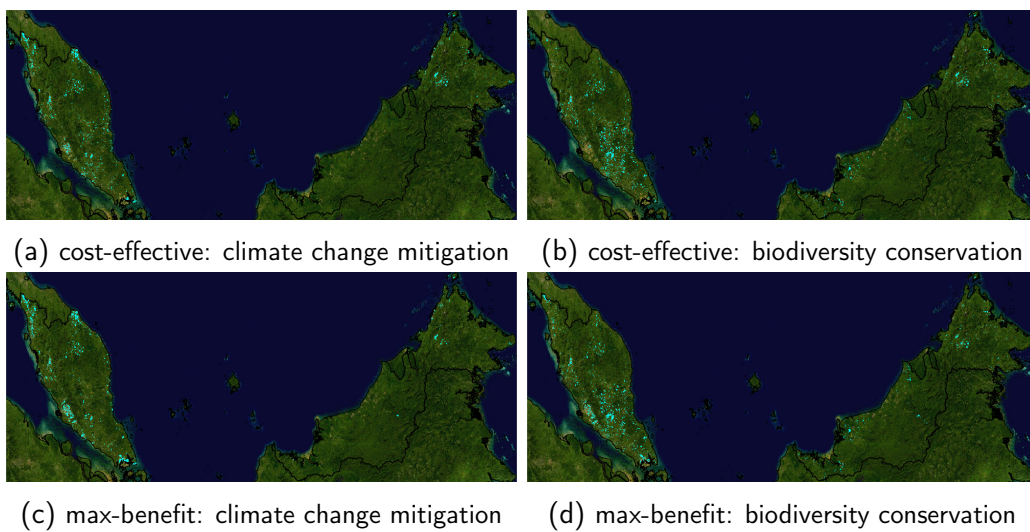 (a) cost-effective: climate change mitigation
(b) cost-effective: biodiversity conservation
(c) max-benefit: climate change mitigation
(d) max-benefit: biodiversity conservation